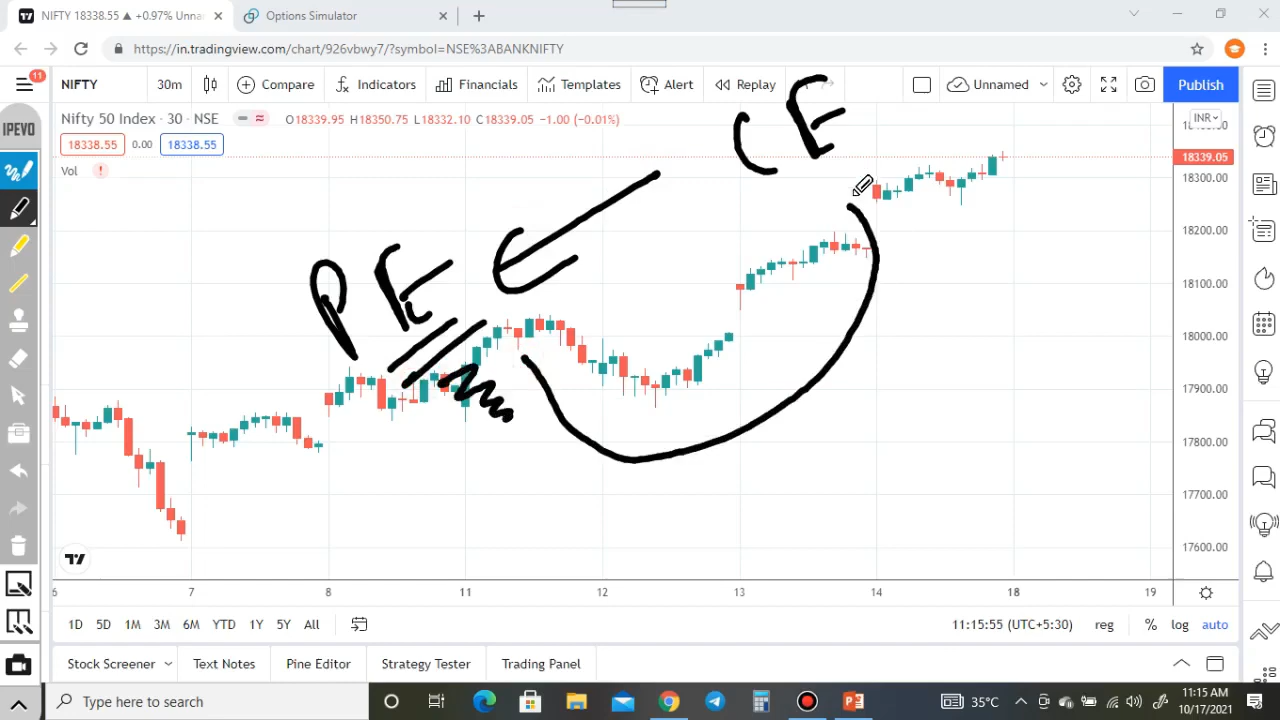 NIFTY 18338.55 ▲ +0.97% Unnar
Options Simulator
https://in.tradingview.com/chart/926vbwy7/?symbol=NSE%3ABANKNIFTY
11
NIFTY 30m Compare Indicators Financials Templates Alert Replay Unnamed Publish
IPEVO
Nifty 50 Index · 30 · NSE O18339.95 H18350.75 L18332.10 C18339.05 −1.00 (−0.01%)
INR
18338.55 0.00 18338.55
Vol
CE
PE
18339.05
18300.00
18200.00
18100.00
18000.00
17900.00
17800.00
17700.00
17600.00
6 7 8 11 12 13 14 18 19
1D 5D 1M 3M 6M YTD 1Y 5Y All 11:15:55 (UTC+5:30) reg % log auto
Stock Screener Text Notes Pine Editor Strategy Tester Trading Panel
Type here to search 35°C 11:15 AM
10/17/2021